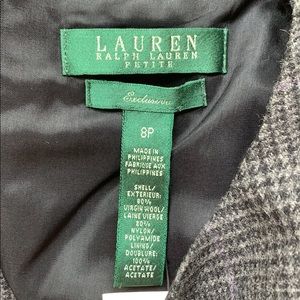 LAUREN
RALPH LAUREN
PETITE
Exclusive
8P
MADE IN
PHILIPPINES
FABRIQUE AUX
PHILIPPINES
SHELL/
EXTERIEUR:
80%
VIRGIN WOOL/
LAINE VIERGE
20%
NYLON/
POLYAMIDE
LINING/
DOUBLURE:
100%
ACETATE/
ACETATE